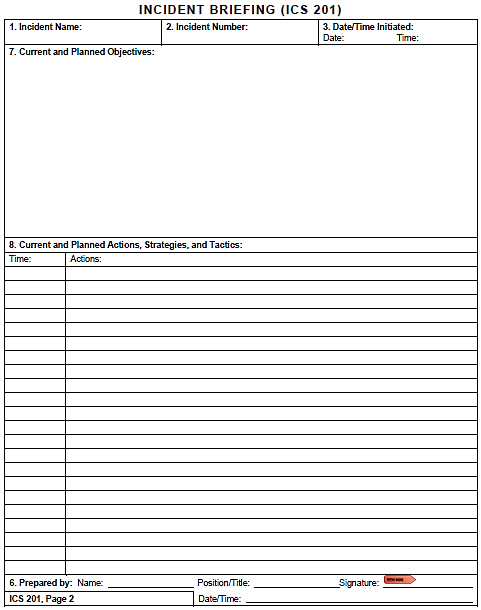 INCIDENT BRIEFING (ICS 201)
1. Incident Name:
2. Incident Number:
3. Date/Time Initiated:
Date: Time:
7. Current and Planned Objectives:
8. Current and Planned Actions, Strategies, and Tactics:
Time: Actions:
6. Prepared by: Name: Position/Title: Signature:
ICS 201, Page 2 Date/Time: